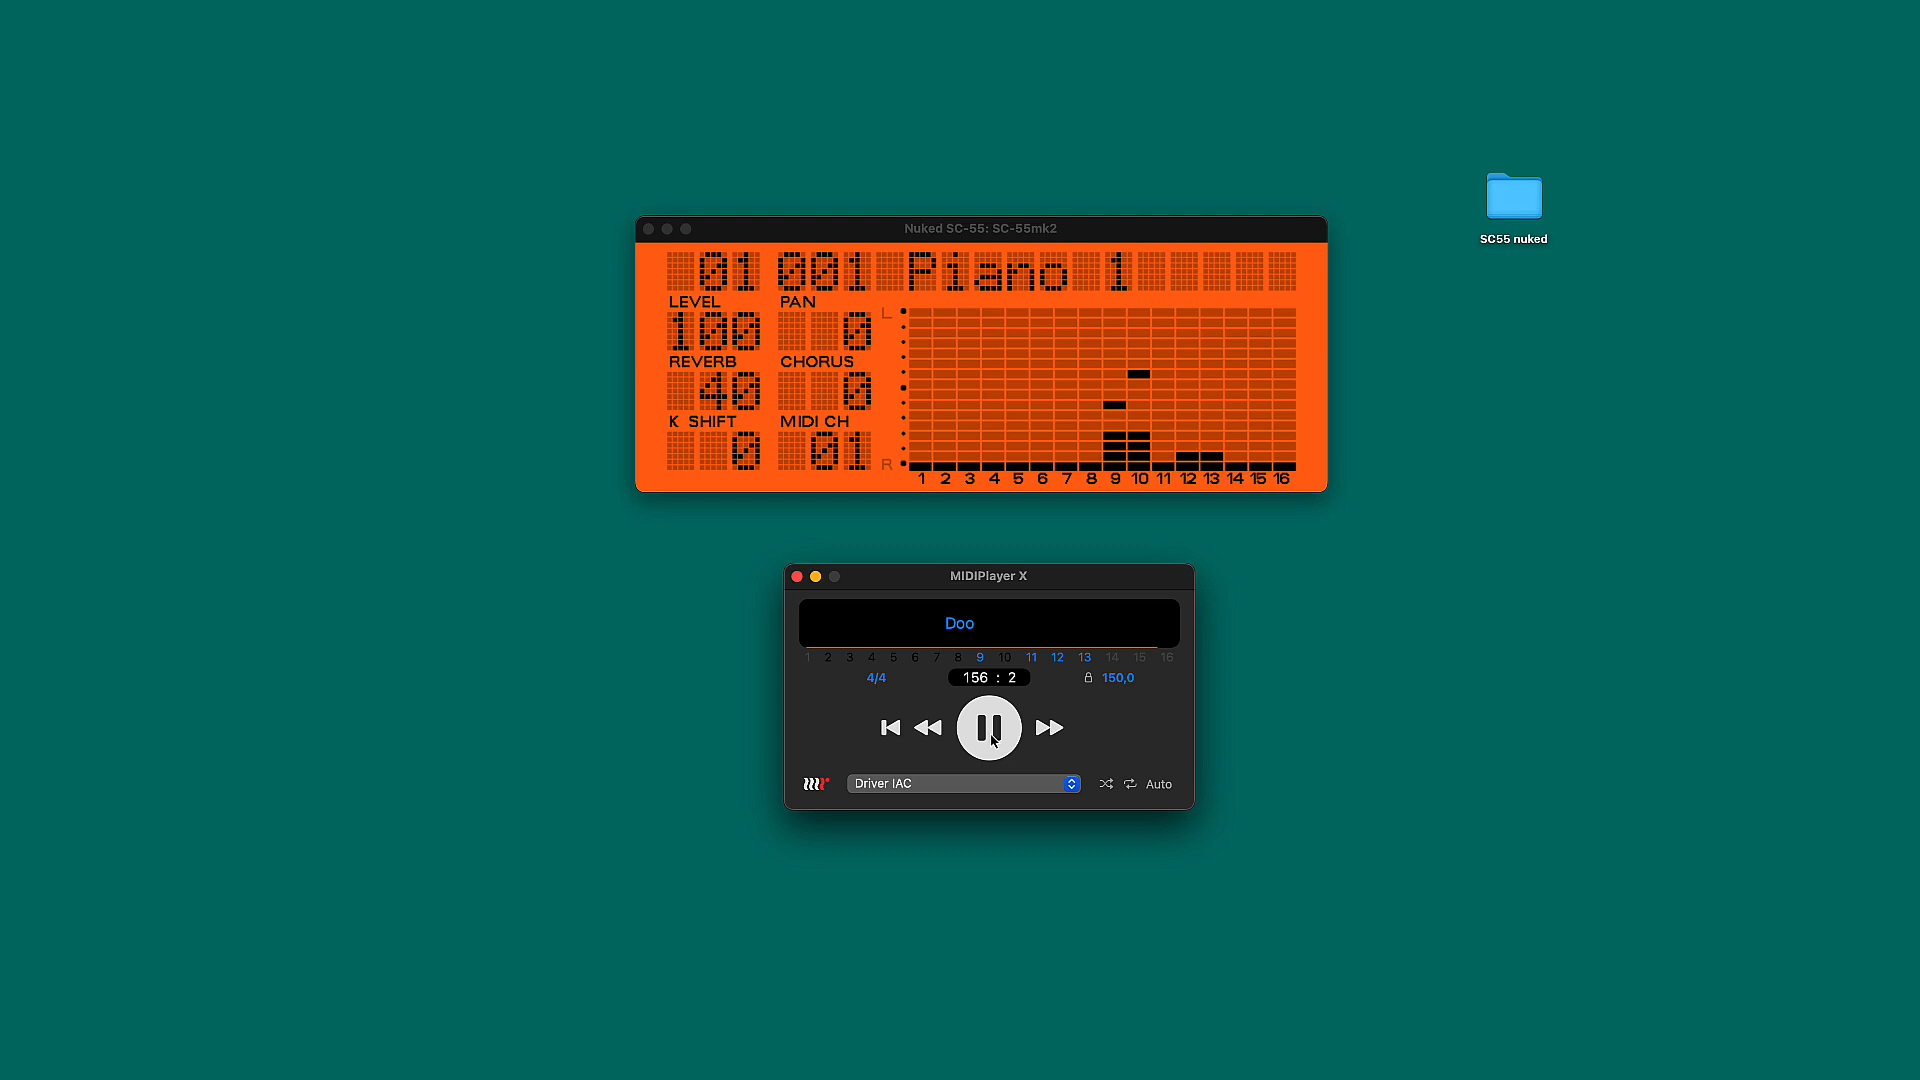 Nuked SC-55: SC-55mk2
01 001 Piano 1
LEVEL PAN
L
100 0
REVERB CHORUS
40 0
K SHIFT MIDI CH
0 01
R
1 2 3 4 5 6 7 8 9 10 11 12 13 14 15 16
SC55 nuked
MIDIPlayer X
Doo
1 2 3 4 5 6 7 8 9 10 11 12 13 14 15 16
4/4 156 : 2 150,0
Driver IAC Auto